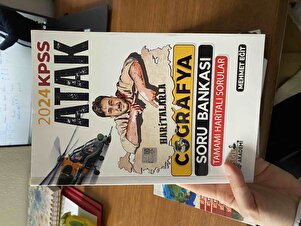 2024 KPSS
ATAK
HARİTALARLA
COĞRAFYA
SORU BANKASI
TAMAMI HARİTALI SORULAR
MEHMET EĞİT